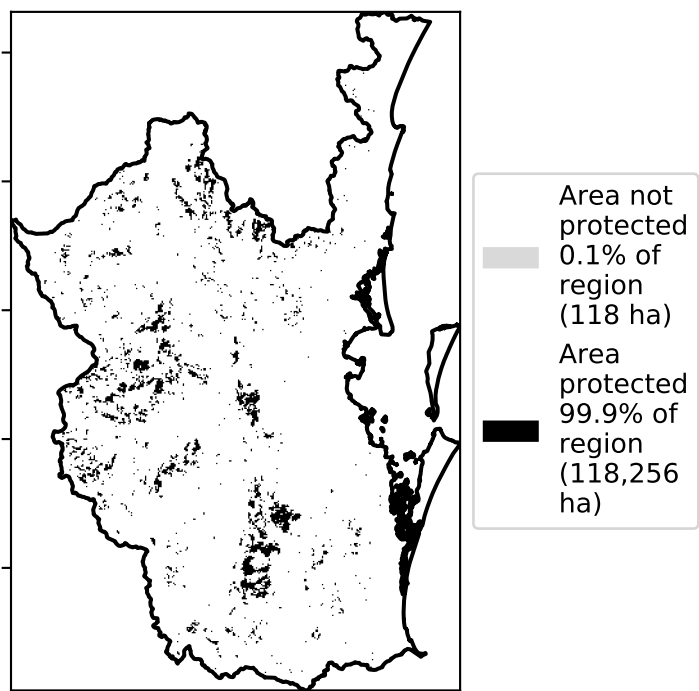 Area not
protected
0.1% of
region
(118 ha)
Area
protected
99.9% of
region
(118,256
ha)